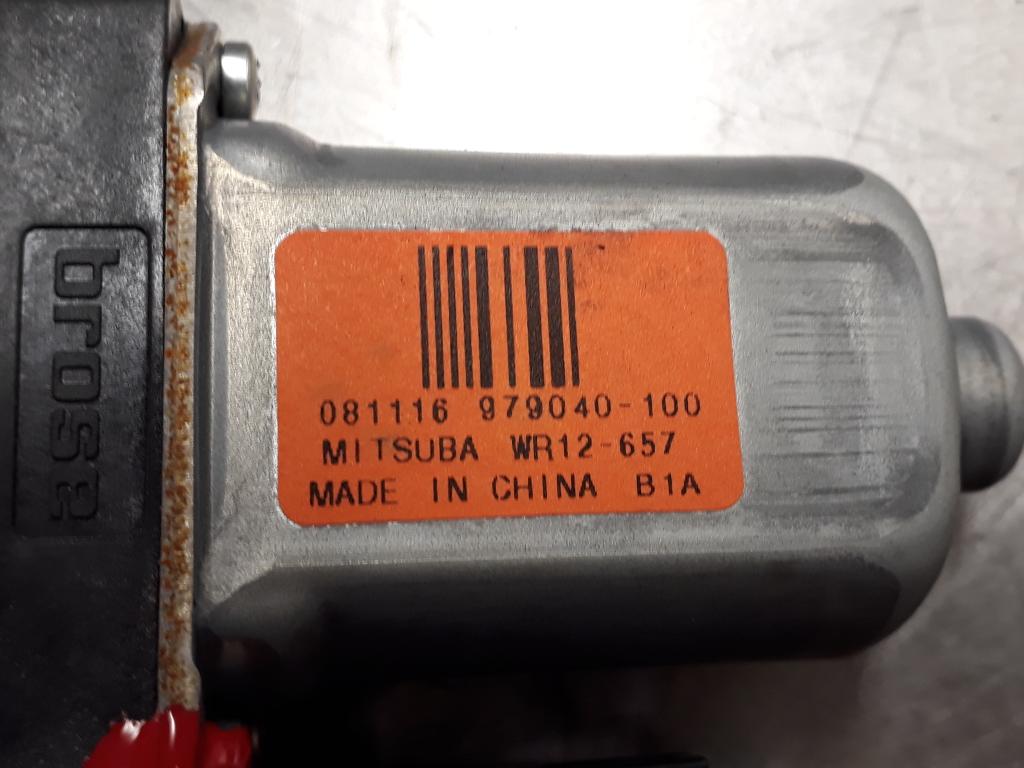 brose
081116 979040-100
MITSUBA WR12-657
MADE IN CHINA B1A